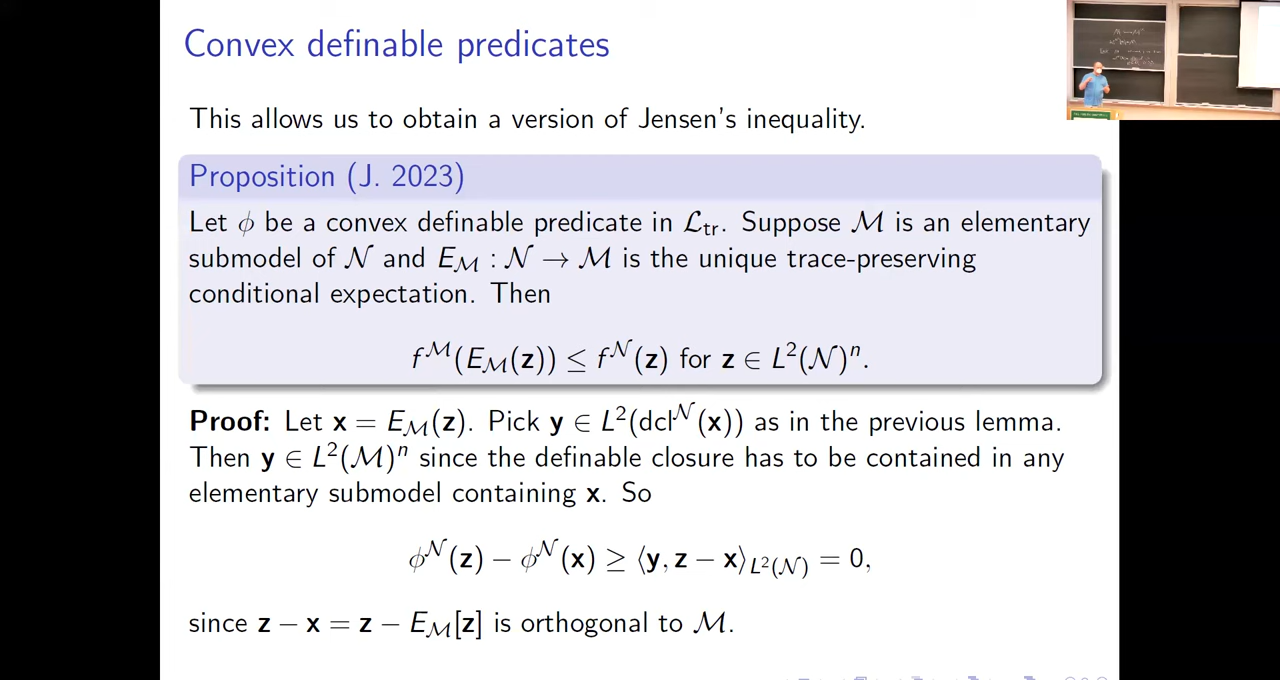 Convex definable predicates
This allows us to obtain a version of Jensen's inequality.
Proposition (J. 2023)
Let ϕ be a convex definable predicate in ℒ_tr. Suppose ℳ is an elementary
submodel of 𝒩 and E_ℳ : 𝒩 → ℳ is the unique trace-preserving
conditional expectation. Then
f^ℳ(E_ℳ(𝐳)) ≤ f^𝒩(𝐳) for 𝐳 ∈ L²(𝒩)ⁿ.
Proof: Let 𝐱 = E_ℳ(𝐳). Pick 𝐲 ∈ L²(dcl^𝒩(𝐱)) as in the previous lemma.
Then 𝐲 ∈ L²(ℳ)ⁿ since the definable closure has to be contained in any
elementary submodel containing 𝐱. So
ϕ^𝒩(𝐳) − ϕ^𝒩(𝐱) ≥ ⟨𝐲, 𝐳 − 𝐱⟩_{L²(𝒩)} = 0,
since 𝐳 − 𝐱 = 𝐳 − E_ℳ[𝐳] is orthogonal to ℳ.